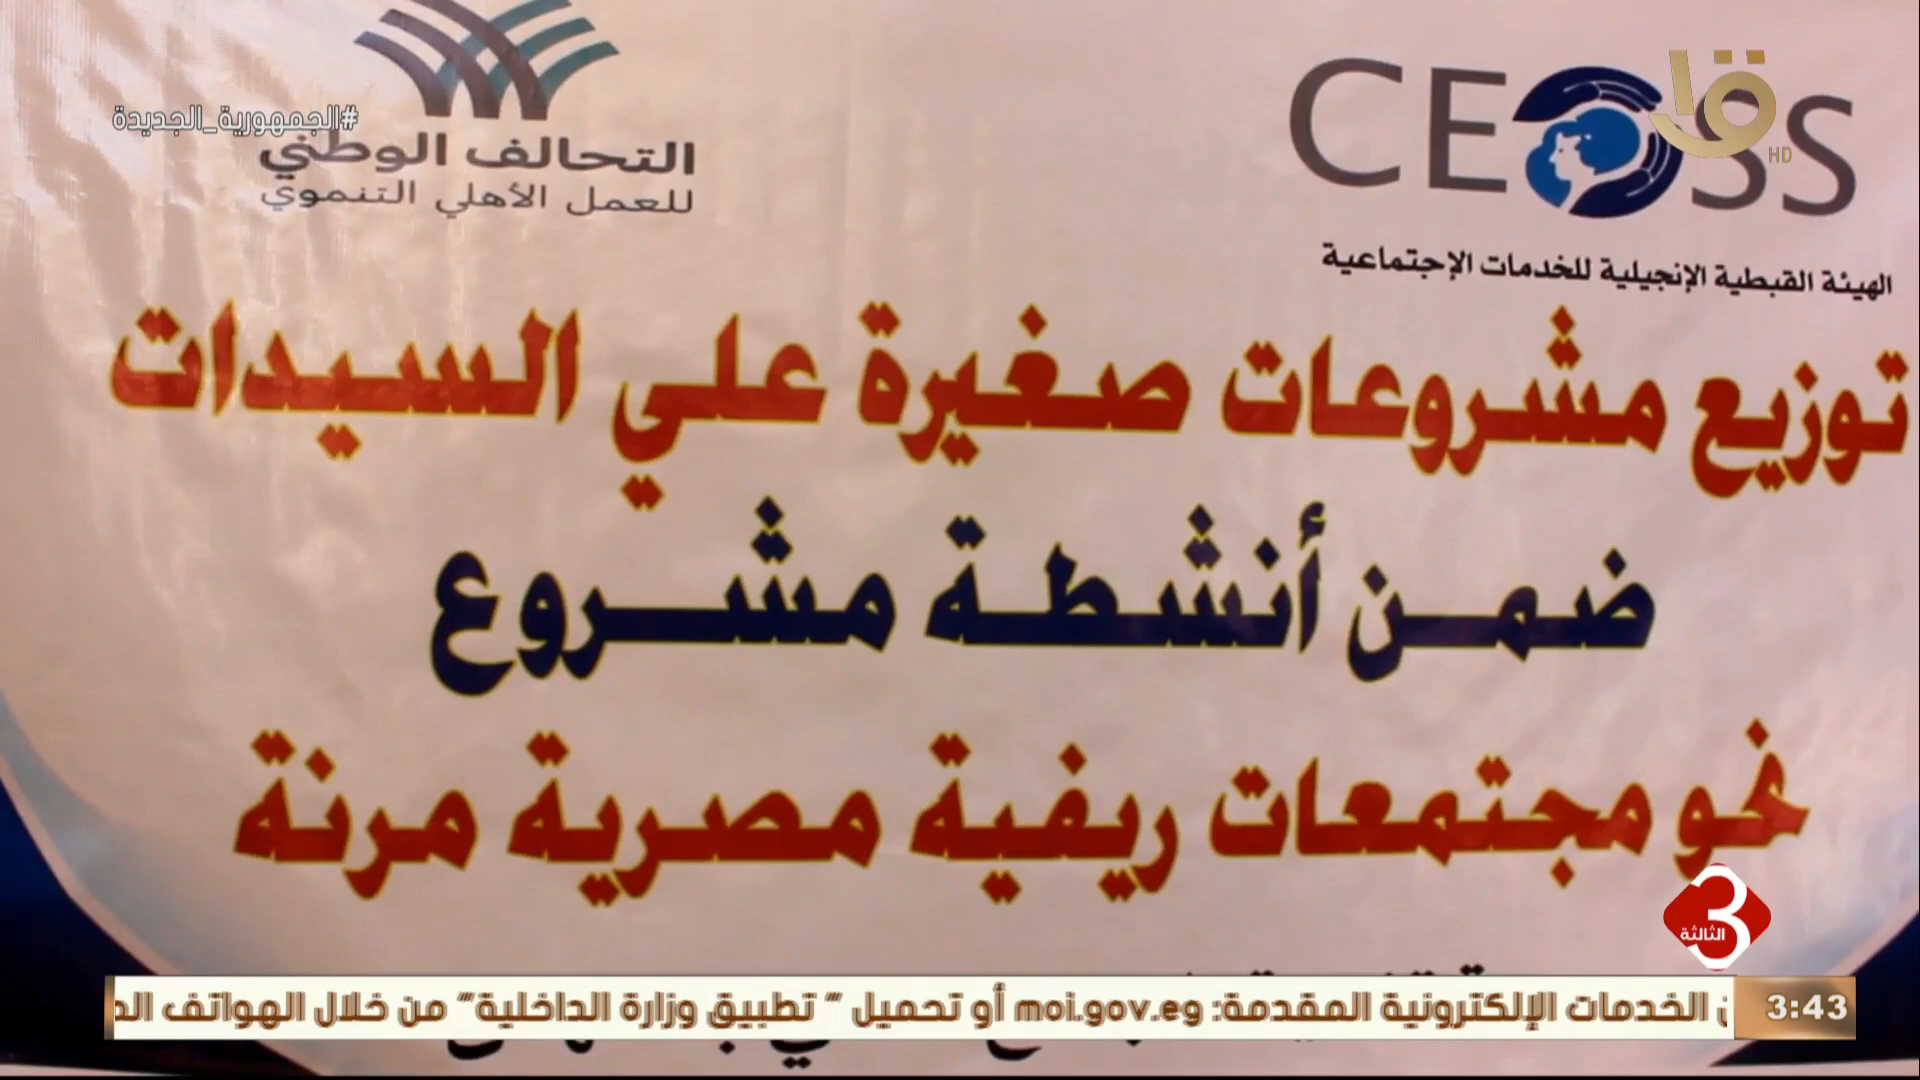 #الجمهورية_الجديدة
التحالف الوطني
للعمل الأهلي التنموي
CEOSS
HD
الهيئة القبطية الإنجيلية للخدمات الإجتماعية
توزيع مشروعات صغيرة علي السيدات
ضمن أنشطة مشروع
نحو مجتمعات ريفية مصرية مرنة
3
الثالثة
الخدمات الإلكترونية المقدمة: moi.gov.eg أو تحميل " تطبيق وزارة الداخلية" من خلال الهواتف
3:43